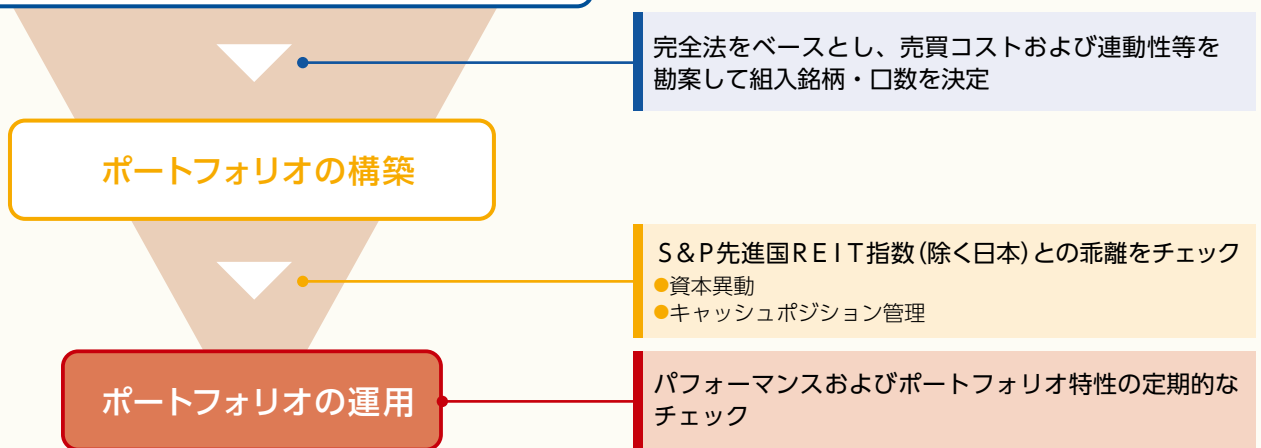 完全法をベースとし、売買コストおよび連動性等を
勘案して組入銘柄・口数を決定
ポートフォリオの構築
S&P先進国REIT指数(除く日本)との乖離をチェック
●資本異動
●キャッシュポジション管理
ポートフォリオの運用
パフォーマンスおよびポートフォリオ特性の定期的な
チェック